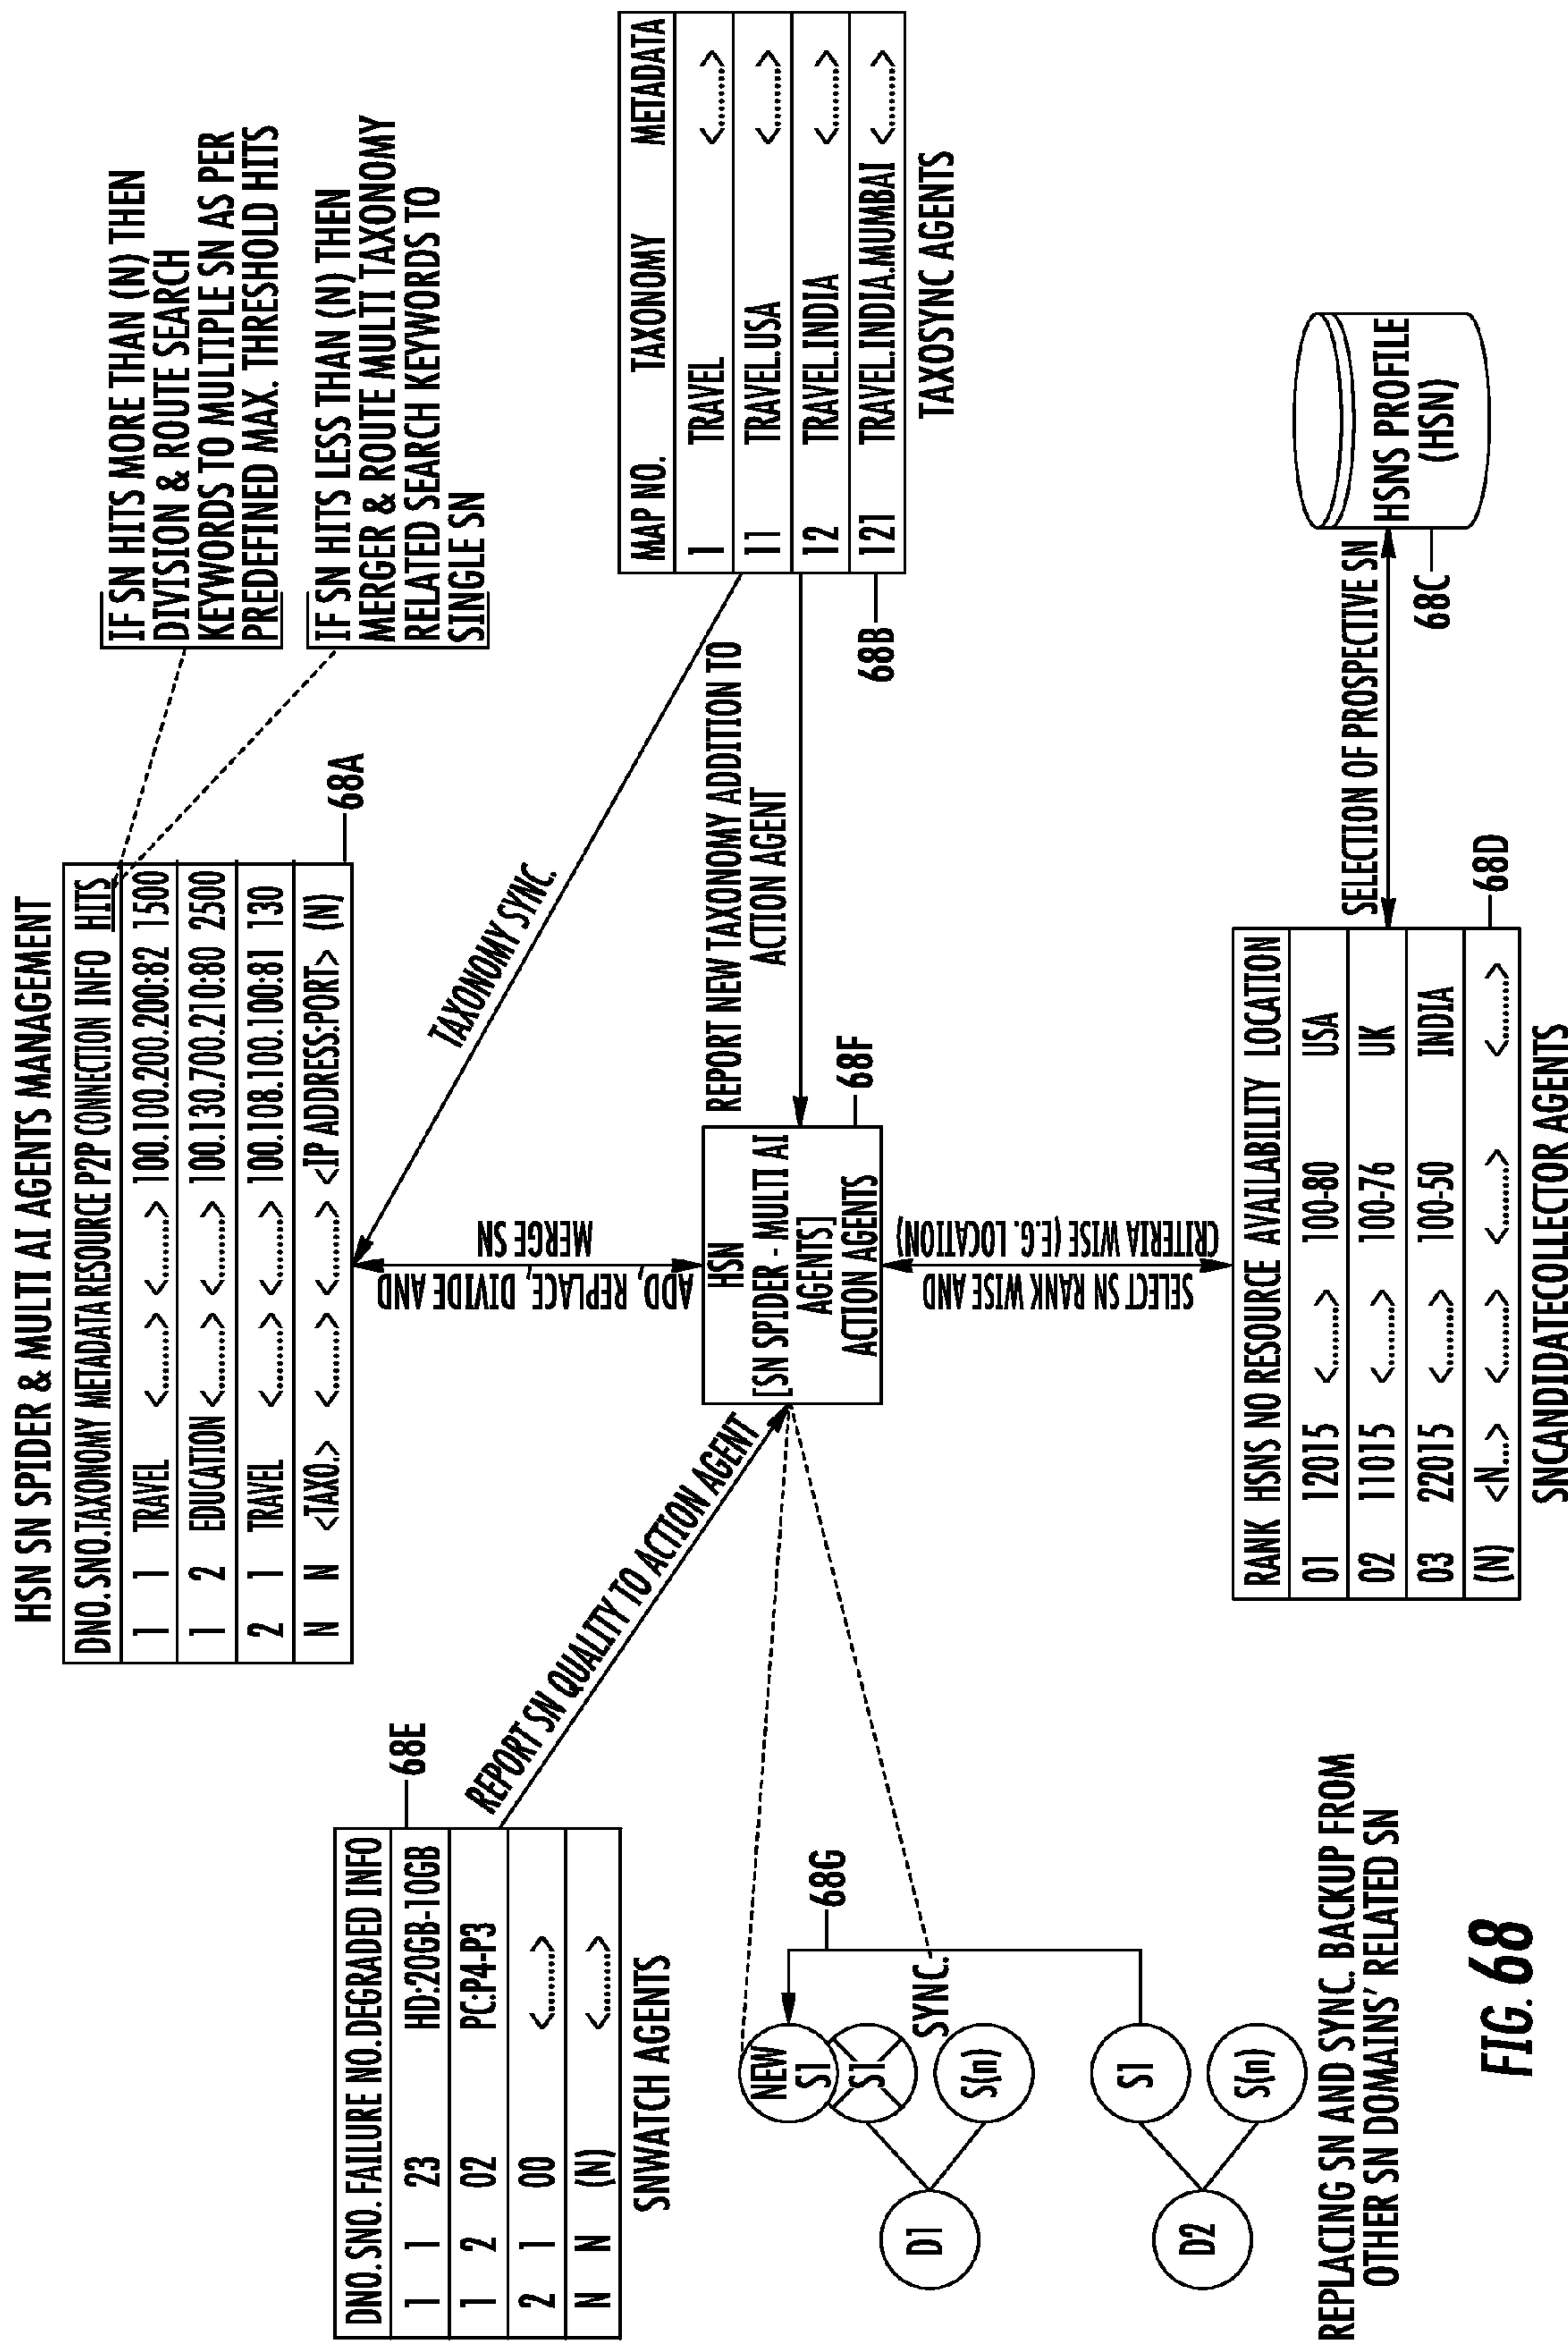 HSN SN SPIDER & MULTI AI AGENTS MANAGEMENT
DNO. SNO. TAXONOMY METADATA RESOURCE P2P CONNECTION INFO HITS
1 1 TRAVEL <.......> <.......> 100.100.200.200:82 1500
1 2 EDUCATION <.......> <.......> 100.130.700.210:80 2500
2 1 TRAVEL <.......> <.......> 100.108.100.100:81 130
N N <TAXO.> <.......> <.......> <IP ADDRESS:PORT> (N)
68A
IF SN HITS MORE THAN (N) THEN
DIVISION & ROUTE SEARCH
KEYWORDS TO MULTIPLE SN AS PER
PREDEFINED MAX. THRESHOLD HITS
IF SN HITS LESS THAN (N) THEN
MERGER & ROUTE MULTI TAXONOMY
RELATED SEARCH KEYWORDS TO
SINGLE SN
DNO. SNO. FAILURE NO. DEGRADED INFO
1 1 23 HD:20GB-10GB
1 2 02 PC:P4-P3
2 1 00 <.......>
N N (N) <.......>
SNWATCH AGENTS
68E
REPORT SN QUALITY TO ACTION AGENT
ADD, REPLACE, DIVIDE AND
MERGE SN
TAXONOMY SYNC.
MAP NO. TAXONOMY METADATA
1 TRAVEL <.......>
11 TRAVEL.USA <.......>
12 TRAVEL.INDIA <.......>
121 TRAVEL.INDIA.MUMBAI <.......>
TAXOSYNC AGENTS
68B
REPORT NEW TAXONOMY ADDITION TO
ACTION AGENT
HSN
[SN SPIDER - MULTI AI
AGENTS]
ACTION AGENTS
68F
SELECT SN RANK WISE AND
CRITERIA WISE (E.G. LOCATION)
NEW
S1
S1
SYNC.
S(n)
D1
68G
S1
S(n)
D2
REPLACING SN AND SYNC. BACKUP FROM
OTHER SN DOMAINS' RELATED SN
RANK HSNS NO RESOURCE AVAILABILITY LOCATION
01 12015 <.......> 100-80 USA
02 11015 <.......> 100-76 UK
03 22015 <.......> 100-50 INDIA
(N) <N...> <.......> <.......> <.......>
SNCANDIDATECOLLECTOR AGENTS
68D
SELECTION OF PROSPECTIVE SN
HSNS PROFILE
(HSN)
68C
FIG. 68